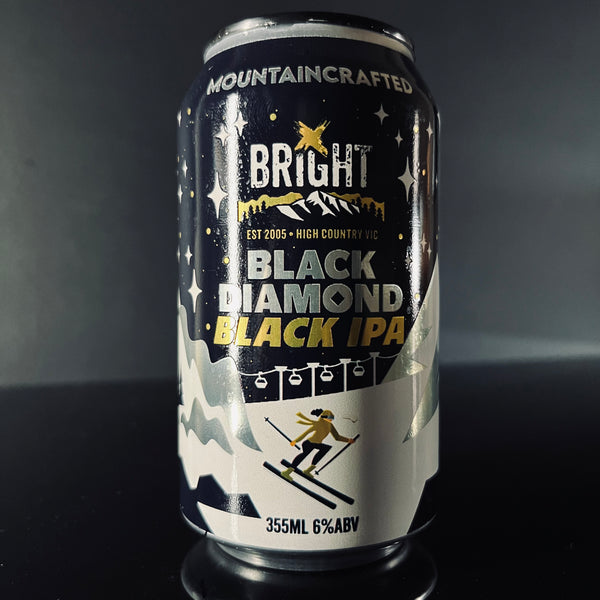 MOUNTAINCRAFTED
BRIGHT
EST 2005 • HIGH COUNTRY VIC
BLACK
DIAMOND
BLACK IPA
355ML 6%ABV